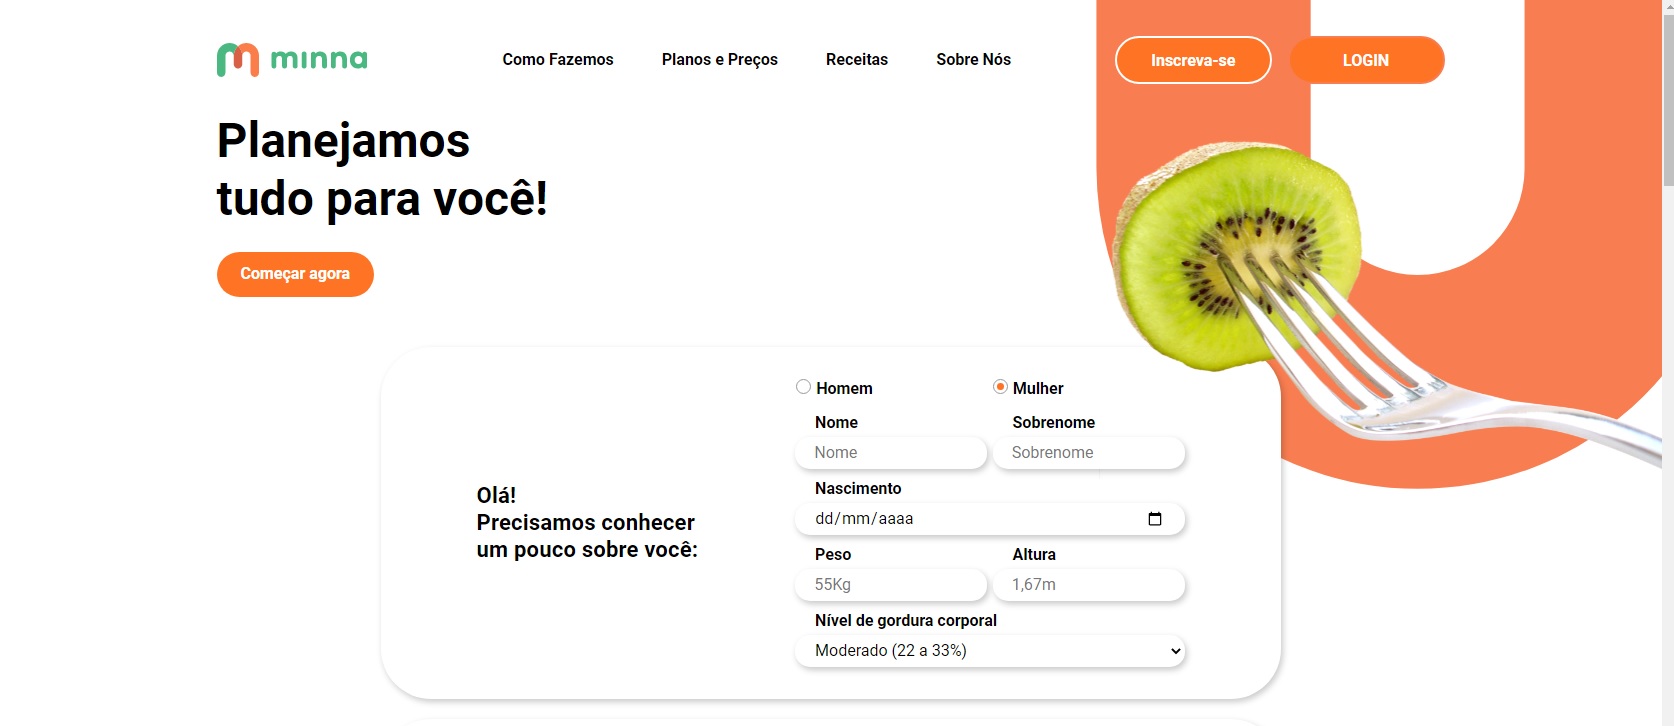 minna
Como Fazemos
Planos e Preços
Receitas
Sobre Nós
Inscreva-se
LOGIN
Planejamos
tudo para você!
Começar agora
Homem
Mulher
Nome
Sobrenome
Nome
Sobrenome
Nascimento
dd/mm/aaaa
Olá!
Precisamos conhecer
um pouco sobre você:
Peso
Altura
55Kg
1,67m
Nível de gordura corporal
Moderado (22 a 33%)